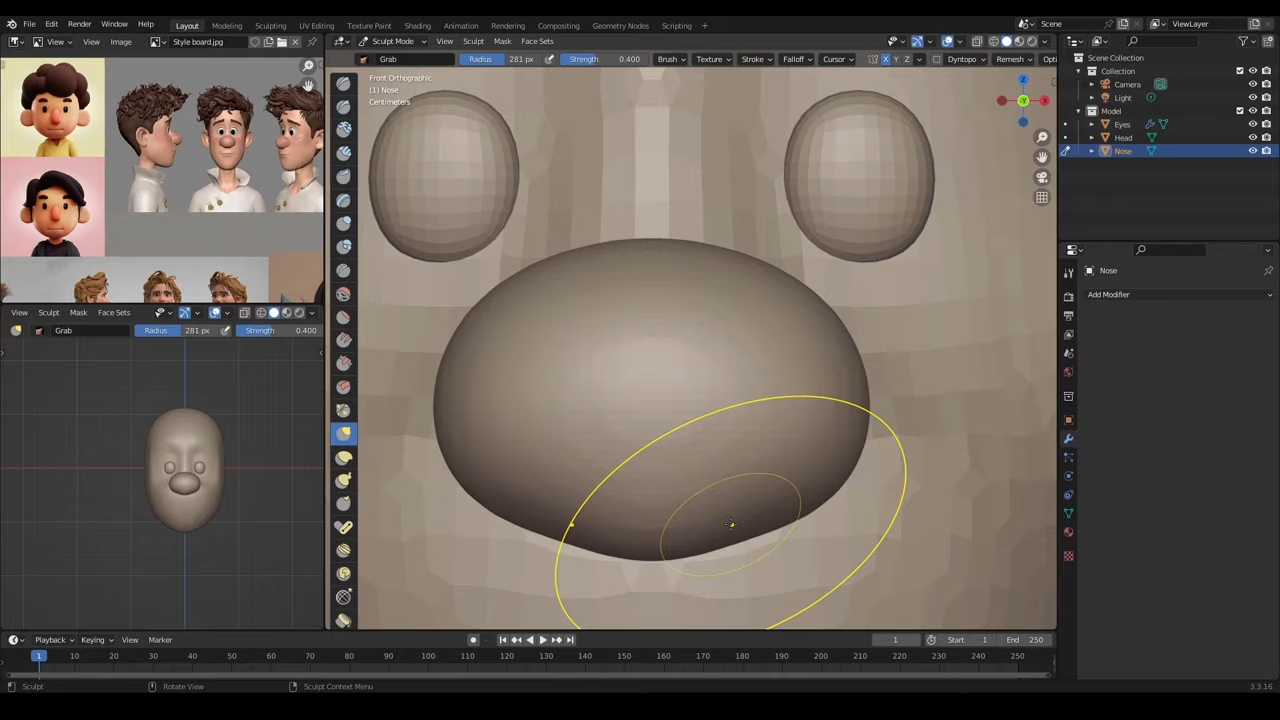 File Edit Render Window Help
Layout Modeling Sculpting UV Editing Texture Paint Shading Animation Rendering Compositing Geometry Nodes Scripting +
Scene ViewLayer
View View Image Style board.jpg
Sculpt Mode View Sculpt Mask Face Sets
Grab Radius 281 px Strength 0.400 Brush Texture Stroke Falloff Cursor X Y Z Dyntopo Remesh Opti
Front Orthographic
(1) Nose
Centimeters
Z
Y
X
Scene Collection
Collection
Camera
Light
Model
Eyes
Head
Nose
Nose
Add Modifier
View Sculpt Mask Face Sets
Grab Radius 281 px Strength 0.400
Playback Keying View Marker
1 Start 1 End 250
1 10 20 30 40 50 60 70 80 90 100 110 120 130 140 150 160 170 180 190 200 210 220 230 240 250
Sculpt Rotate View Sculpt Context Menu 3.3.16